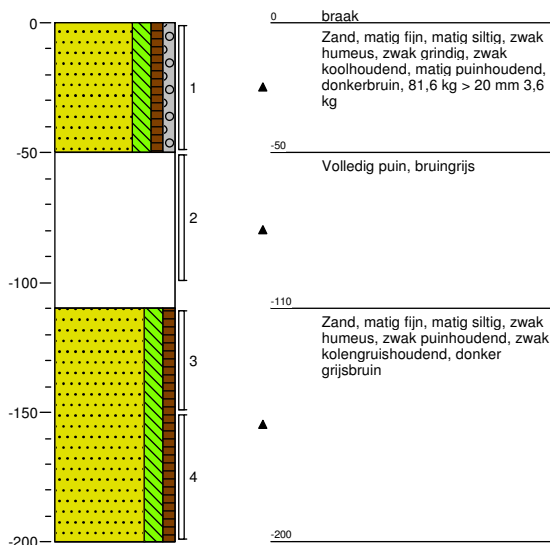 0
-50
-100
-150
-200
1
2
3
4
0
braak
Zand, matig fijn, matig siltig, zwak
humeus, zwak grindig, zwak
koolhoudend, matig puinhoudend,
donkerbruin, 81,6 kg > 20 mm 3,6
kg
-50
Volledig puin, bruingrijs
-110
Zand, matig fijn, matig siltig, zwak
humeus, zwak puinhoudend, zwak
kolengruishoudend, donker
grijsbruin
-200